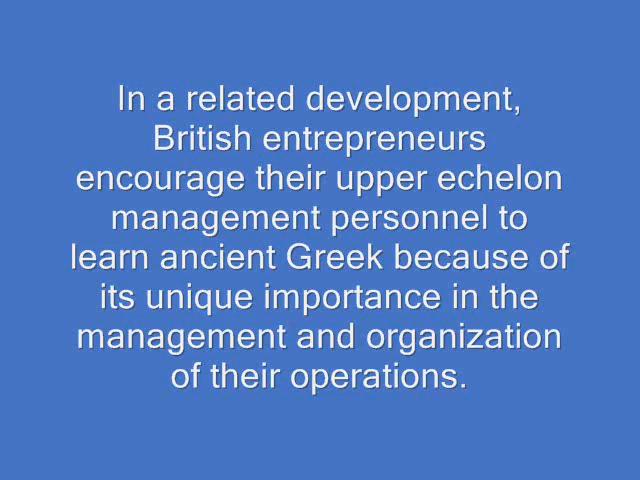 In a related development,
British entrepreneurs
encourage their upper echelon
management personnel to
learn ancient Greek because of
its unique importance in the
management and organization
of their operations.